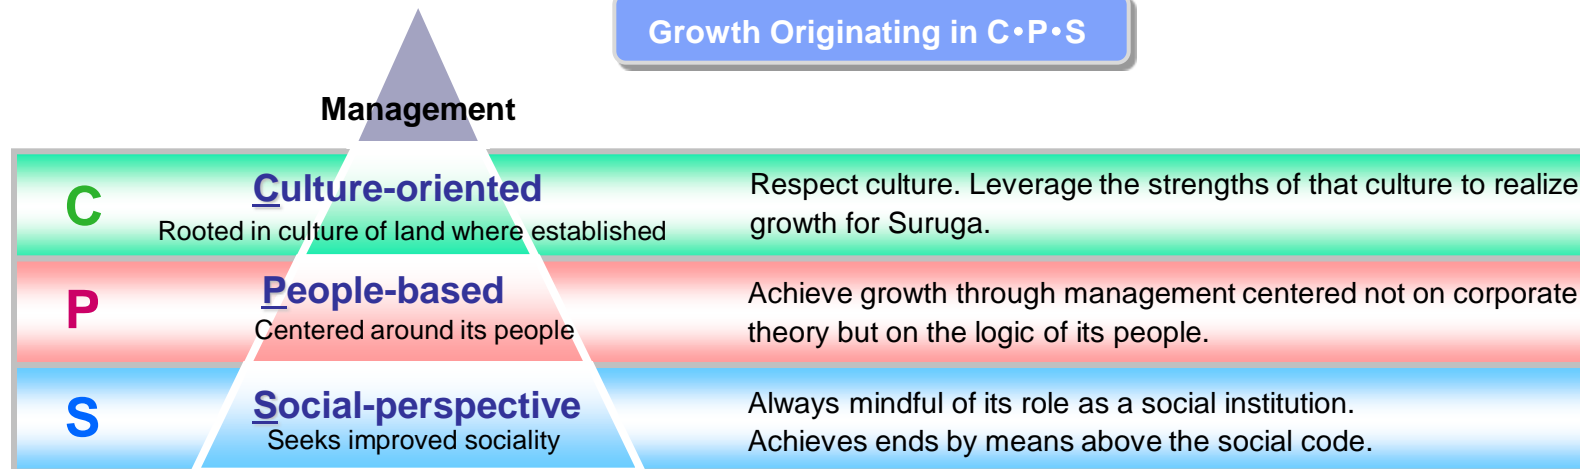 Growth Originating in C・P・S
Management
C
Culture-oriented
Rooted in culture of land where established
Respect culture. Leverage the strengths of that culture to realize
growth for Suruga.
P
People-based
Centered around its people
Achieve growth through management centered not on corporate
theory but on the logic of its people.
S
Social-perspective
Seeks improved sociality
Always mindful of its role as a social institution.
Achieves ends by means above the social code.